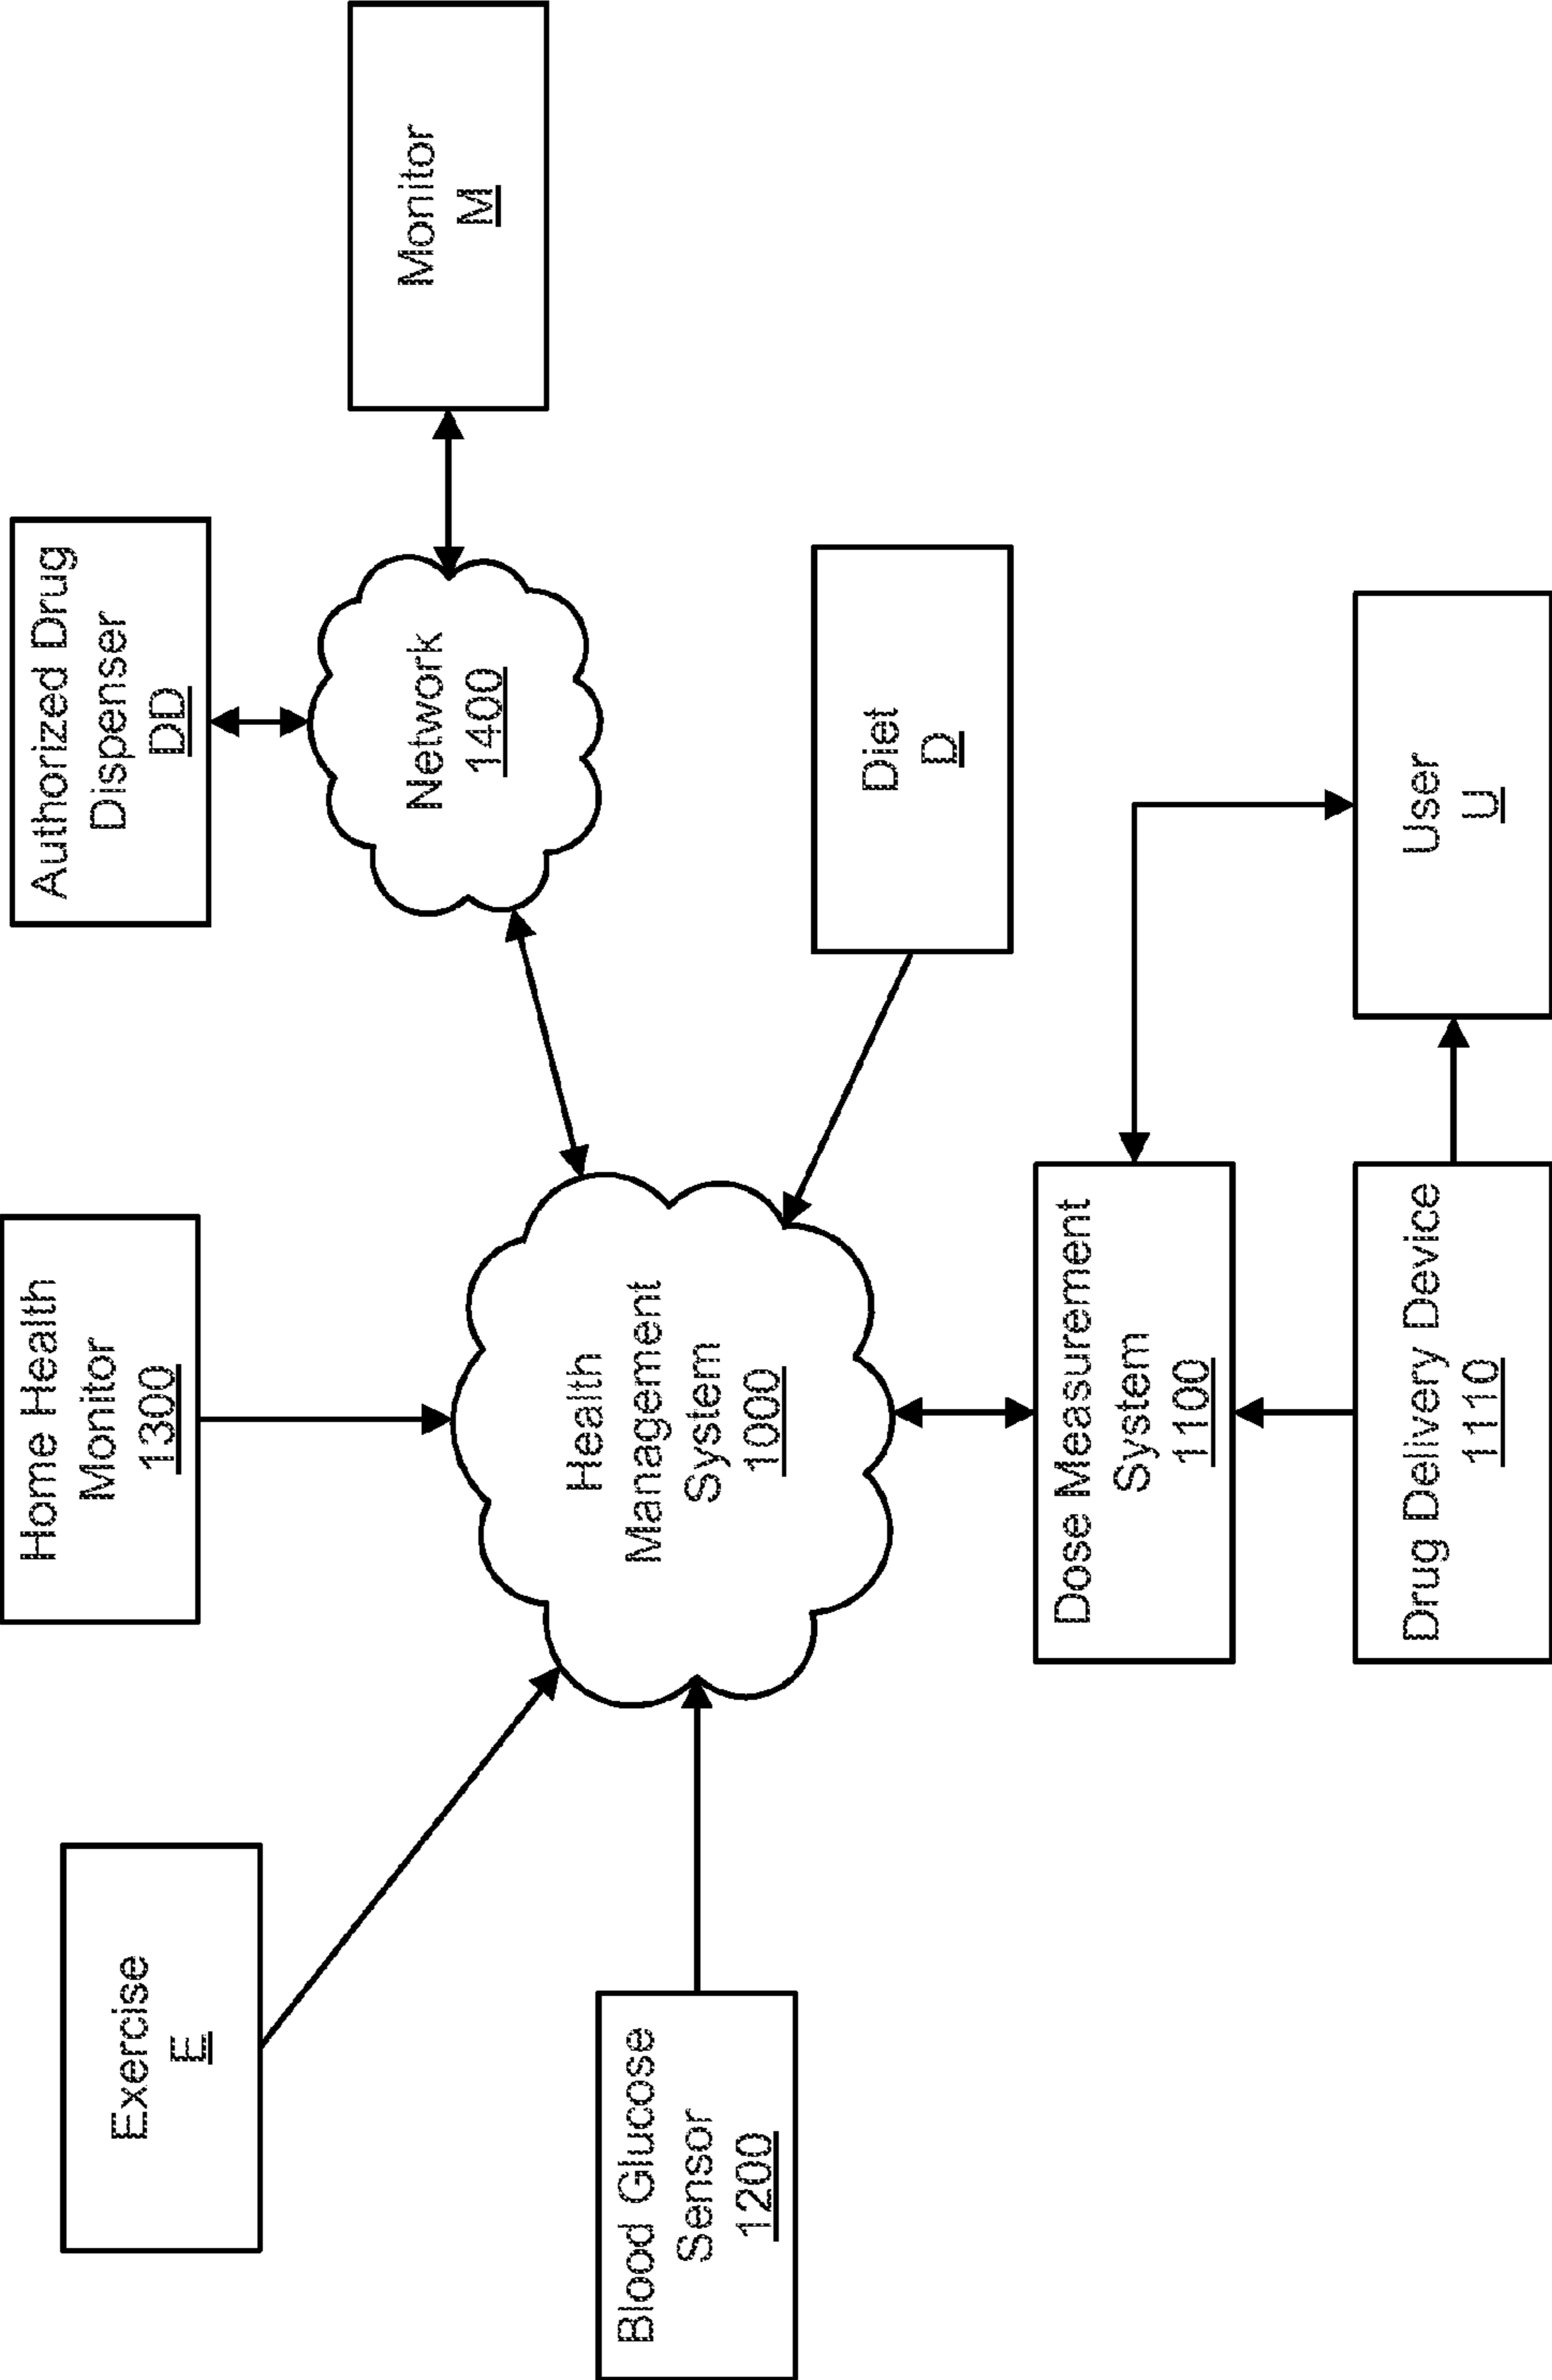 Exercise
E
Home Health
Monitor
1300
Authorized Drug
Dispenser
DD
Monitor
M
Network
1400
Blood Glucose
Sensor
1200
Health
Management
System
1000
Diet
D
Dose Measurement
System
1100
Drug Delivery Device
1110
User
U